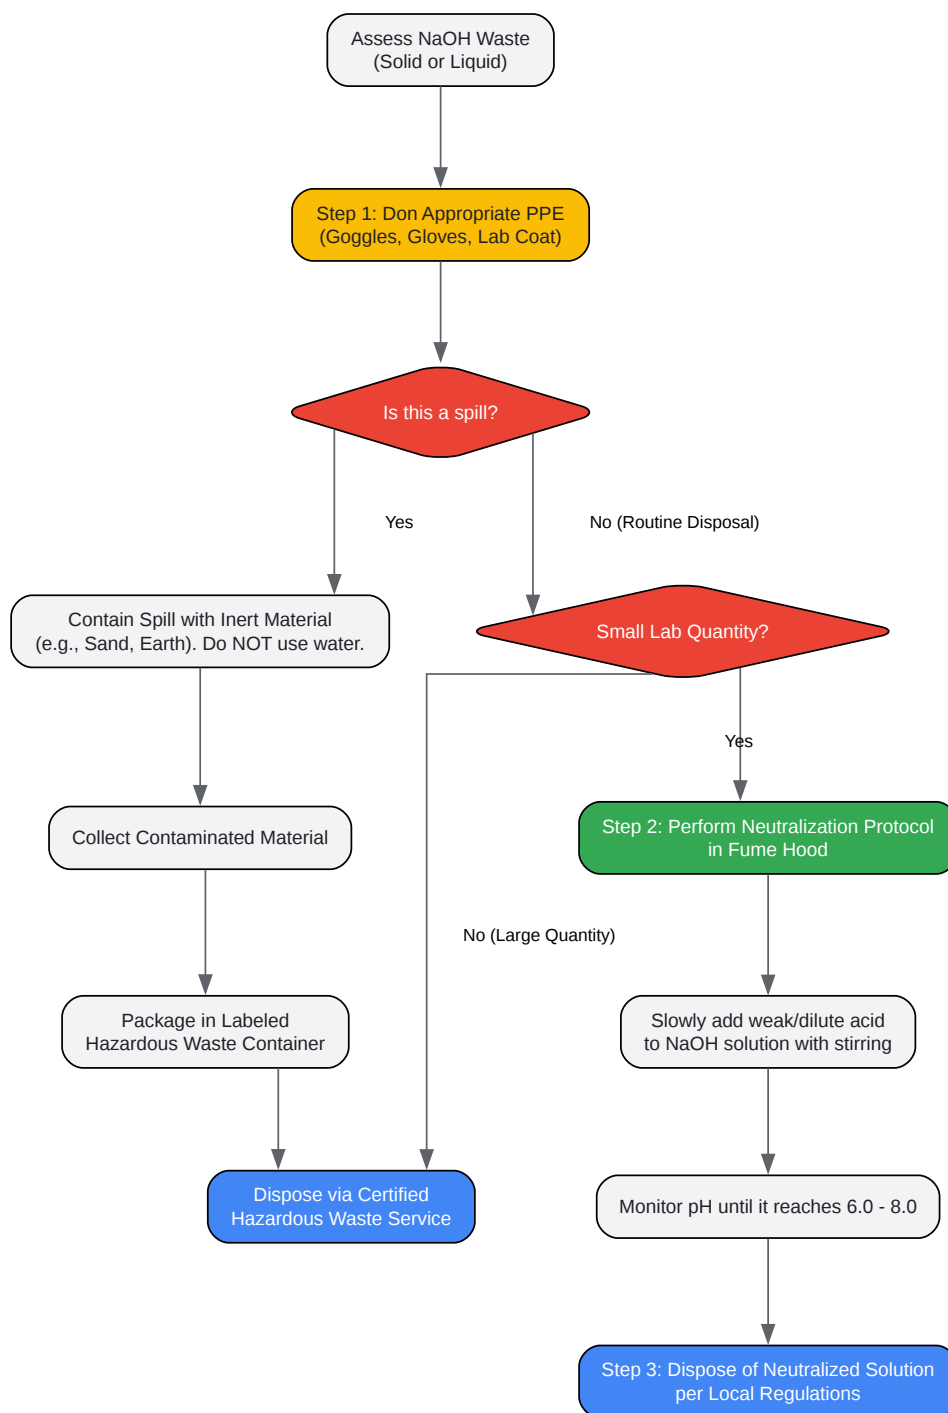 Assess NaOH Waste
(Solid or Liquid)
Step 1: Don Appropriate PPE
(Goggles, Gloves, Lab Coat)
Is this a spill?
Yes
No (Routine Disposal)
Contain Spill with Inert Material
(e.g., Sand, Earth). Do NOT use water.
Small Lab Quantity?
Yes
Collect Contaminated Material
Step 2: Perform Neutralization Protocol
in Fume Hood
No (Large Quantity)
Package in Labeled
Hazardous Waste Container
Slowly add weak/dilute acid
to NaOH solution with stirring
Dispose via Certified
Hazardous Waste Service
Monitor pH until it reaches 6.0 - 8.0
Step 3: Dispose of Neutralized Solution
per Local Regulations